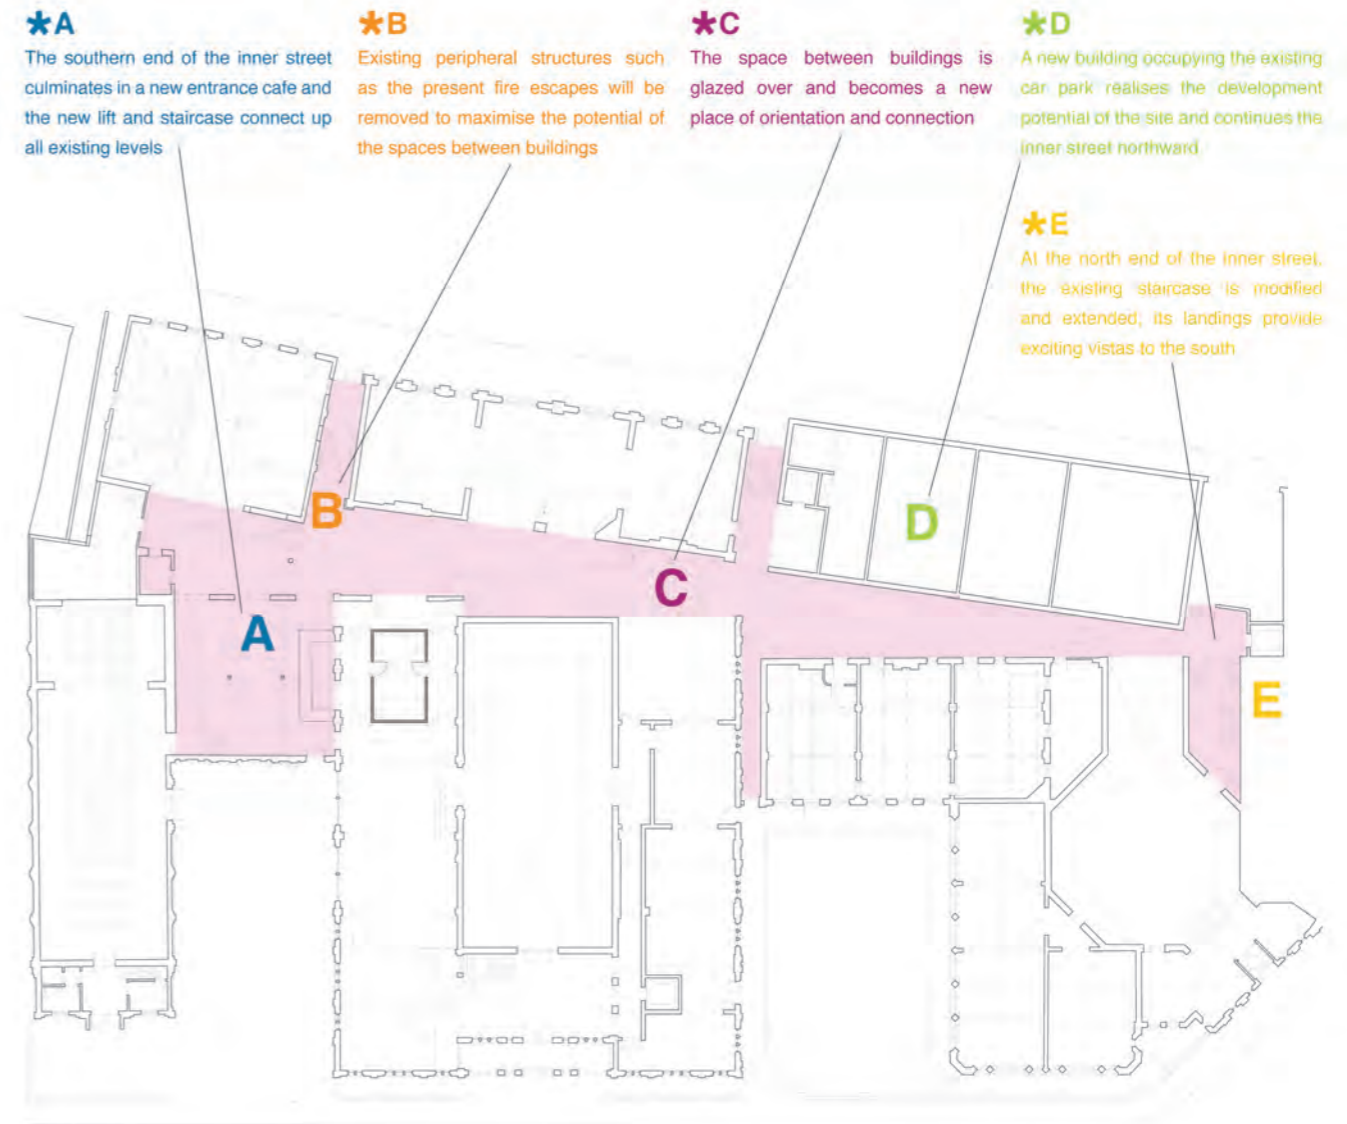 *A
The southern end of the inner street
culminates in a new entrance cafe and
the new lift and staircase connect up
all existing levels
*B
Existing peripheral structures such
as the present fire escapes will be
removed to maximise the potential of
the spaces between buildings
*C
The space between buildings is
glazed over and becomes a new
place of orientation and connection
*D
A new building occupying the existing
car park realises the development
potential of the site and continues the
inner street northward
*E
At the north end of the inner street,
the existing staircase is modified
and extended; its landings provide
exciting vistas to the south
B
D
C
A
E